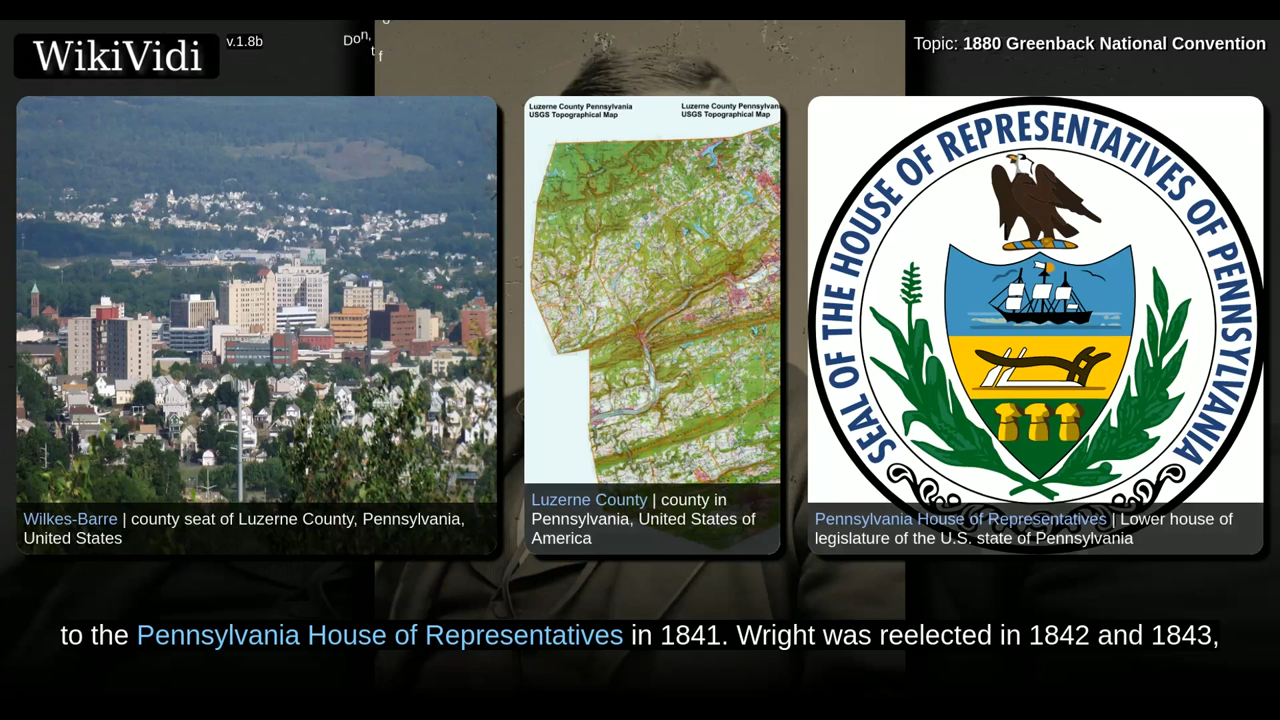 WikiVidi
v.1.8b
Don,
Topic: 1880 Greenback National Convention
Luzerne County Pennsylvania
USGS Topographical Map
Luzerne County Pennsylvan
USGS Topographical Map
SEAL OF THE HOUSE OF REPRESENTATIVES OF PENNSYLVANIA
Wilkes-Barre | county seat of Luzerne County, Pennsylvania,
United States
Luzerne County | county in
Pennsylvania, United States of
America
Pennsylvania House of Representatives | Lower house of
legislature of the U.S. state of Pennsylvania
to the Pennsylvania House of Representatives in 1841. Wright was reelected in 1842 and 1843,